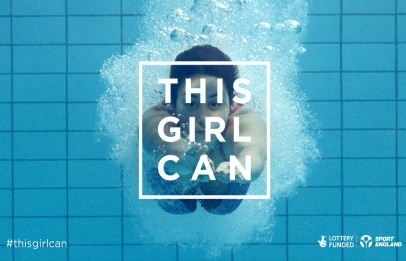 THIS
GIRL
CAN
#thisgirlcan
LOTTERY
FUNDED
SPORT
ENGLAND